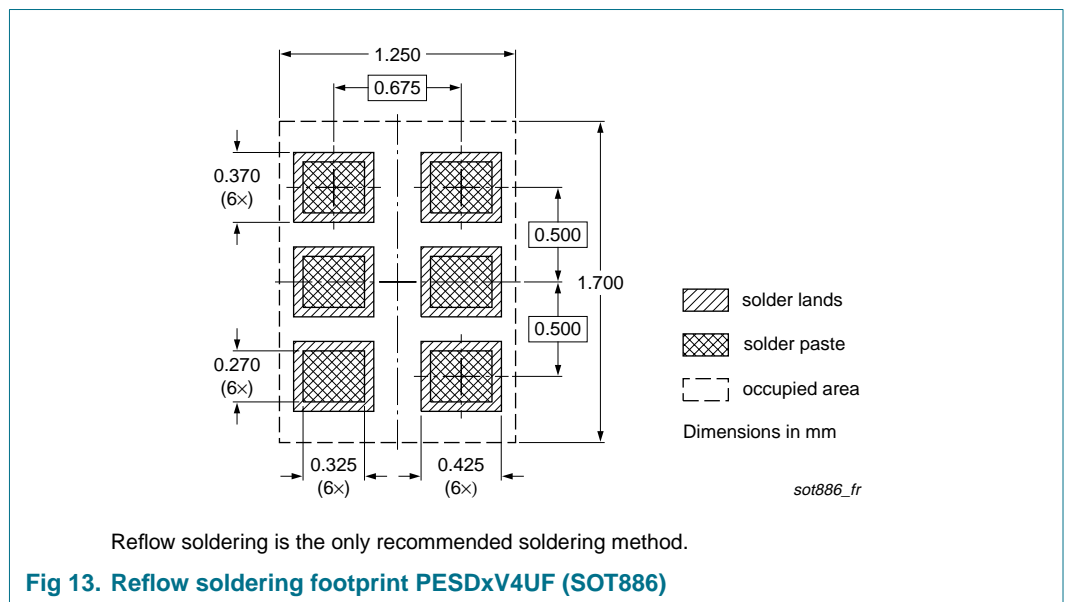 1.250
0.675
0.370
(6×)
0.500
1.700
solder lands
0.500
solder paste
0.270
(6×)
occupied area
Dimensions in mm
0.325
(6×)
0.425
(6×)
sot886_fr
Reflow soldering is the only recommended soldering method.
Fig 13. Reflow soldering footprint PESDxV4UF (SOT886)